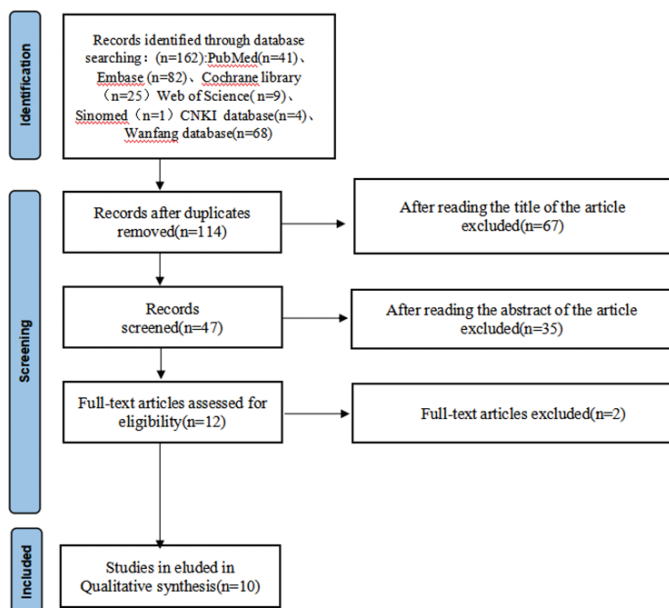 Identification
Records identified through database
searching：(n=162):PubMed(n=41)、
Embase (n=82)、Cochrane library
（n=25）Web of Science( n=9)、
Sinomed（n=1）CNKI database(n=4)、
Wanfang database(n=68)
Screening
Records after duplicates
removed(n=114)
After reading the title of the article
excluded(n=67)
Records
screened(n=47)
After reading the abstract of the article
excluded(n=35)
Full-text articles assessed for
eligibility(n=12)
Full-text articles excluded(n=2)
Included
Studies in eluded in
Qualitative synthesis(n=10)